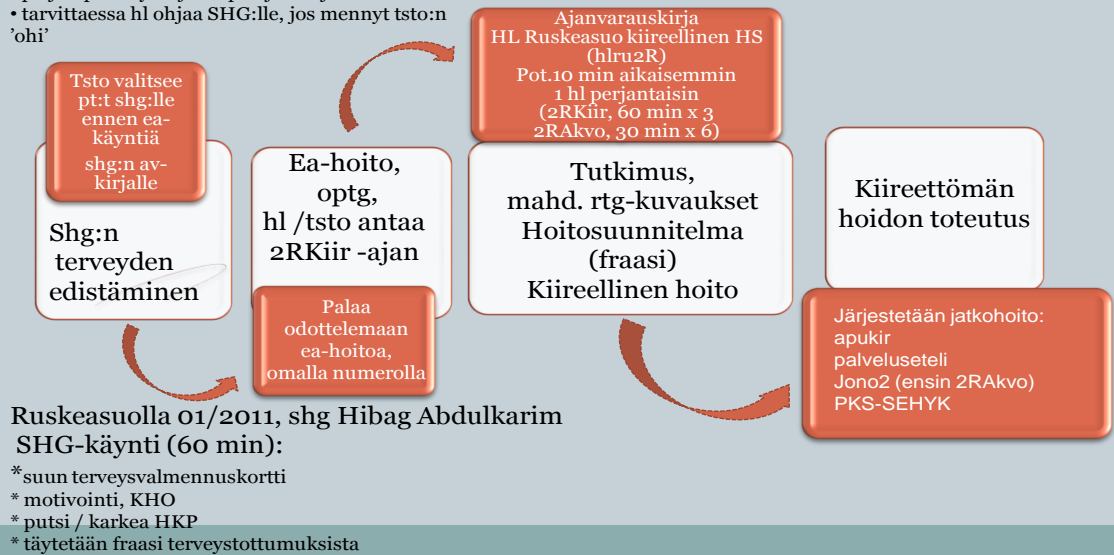 • tarvittaessa hl ohjaa SHG:lle, jos mennyt tsto:n
'ohi'
Tsto valitsee
pt:t shg:lle
ennen ea-
käyntiä
shg:n av-
kirjalle
Shg:n
terveyden
edistäminen
Ea-hoito,
optg,
hl /tsto antaa
2RKiir -ajan
Palaa
odottelemaan
ea-hoitoa,
omalla numerolla
Ajanvarauskirja
HL Ruskeasuo kiireellinen HS
(hlru2R)
Pot.10 min aikaisemmin
1 hl perjantaisin
(2RKiir, 60 min x 3
2RAkvo, 30 min x 6)
Tutkimus,
mahd. rtg-kuvaukset
Hoitosuunnitelma
(fraasi)
Kiireellinen hoito
Kiireettömän
hoidon toteutus
Järjestetään jatkohoito:
apukir
palveluseteli
Jono2 (ensin 2RAkvo)
PKS-SEHYK
Ruskeasuolla 01/2011, shg Hibag Abdulkarim
SHG-käynti (60 min):
*suun terveysvalmennuskortti
* motivointi, KHO
* putsi / karkea HKP
* täytetään fraasi terveystottumuksista